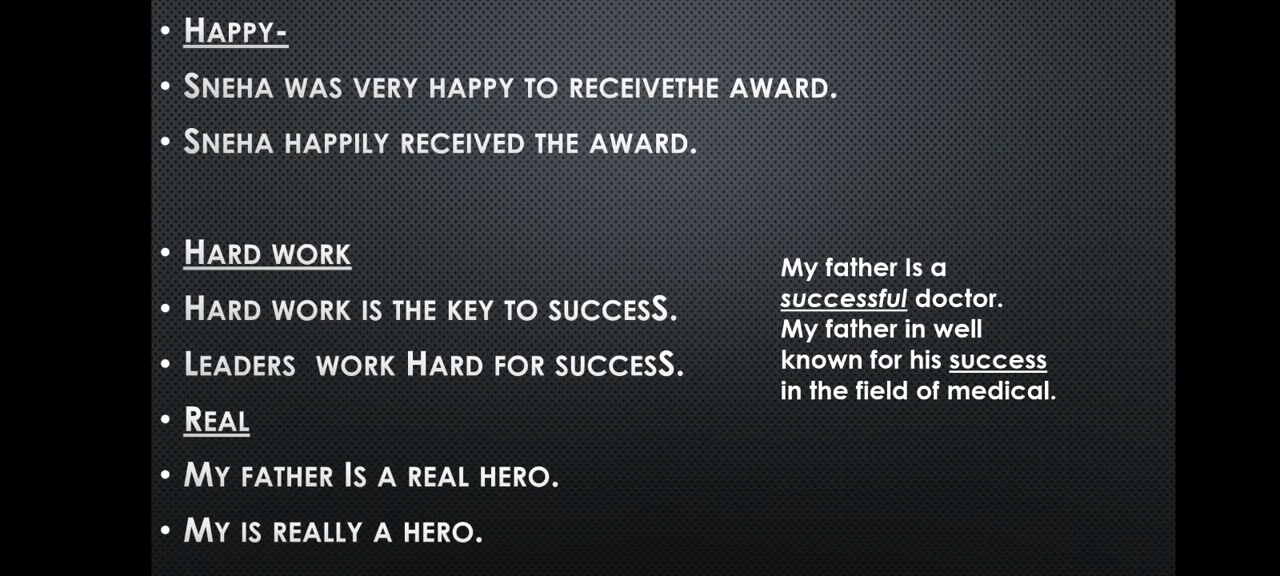 • Happy-
• Sneha was very happy to receivethe award.
• Sneha happily received the award.
• Hard work
• Hard work is the key to succesS.
• Leaders  work Hard for succesS.
• Real
• My father Is a real hero.
• My is really a hero.
My father Is a
successful doctor.
My father in well
known for his success
in the field of medical.